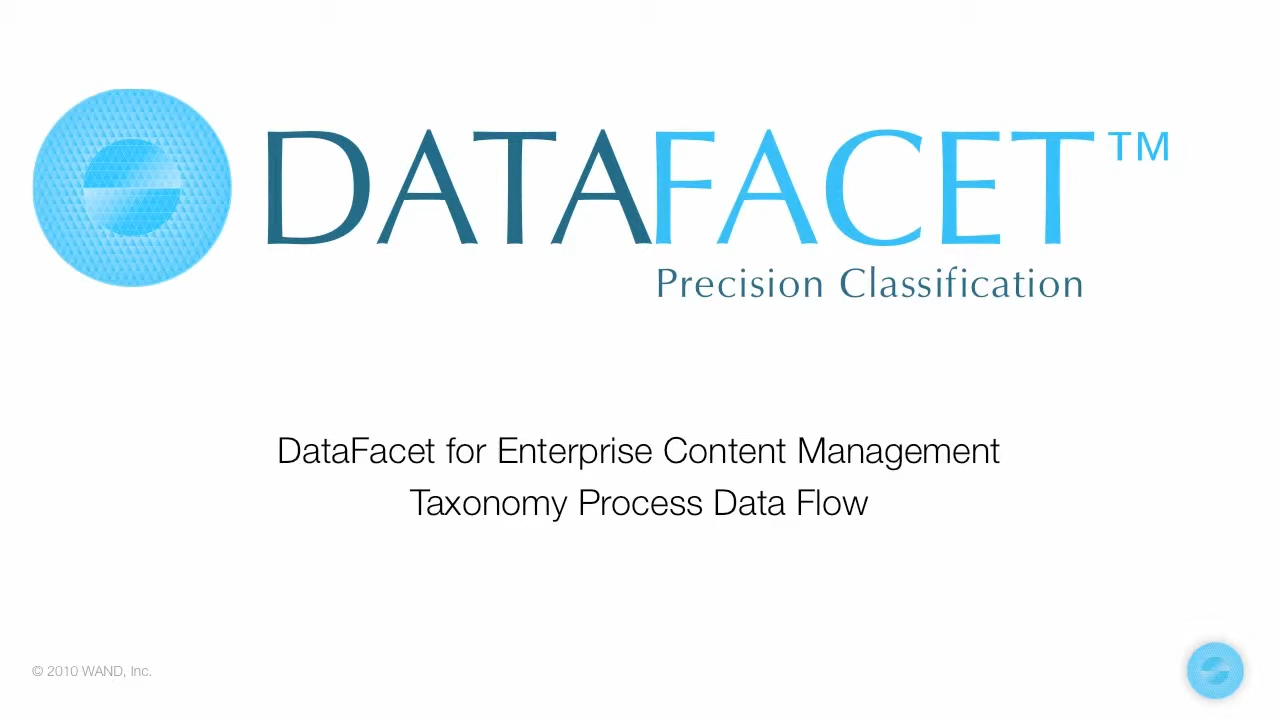 DATAFACET™
Precision Classification
DataFacet for Enterprise Content Management
Taxonomy Process Data Flow
© 2010 WAND, Inc.